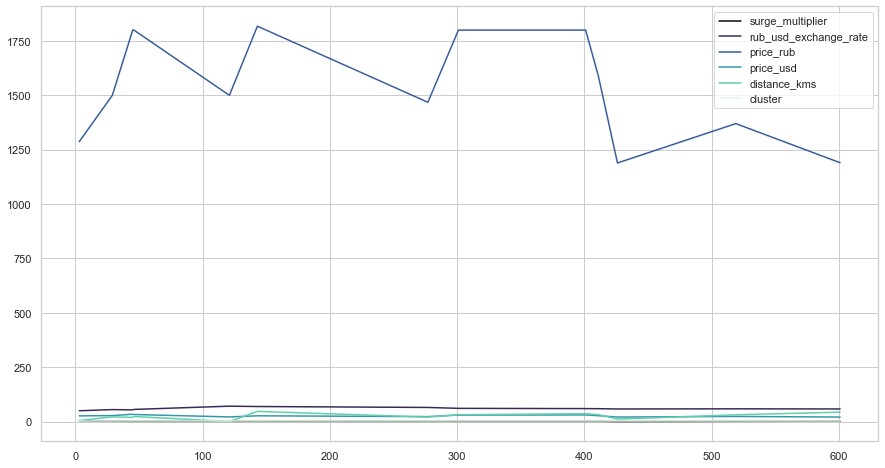 surge_multiplier
rub_usd_exchange_rate
price_rub
price_usd
distance_kms
cluster
1750
1500
1250
1000
750
500
250
0
0 100 200 300 400 500 600